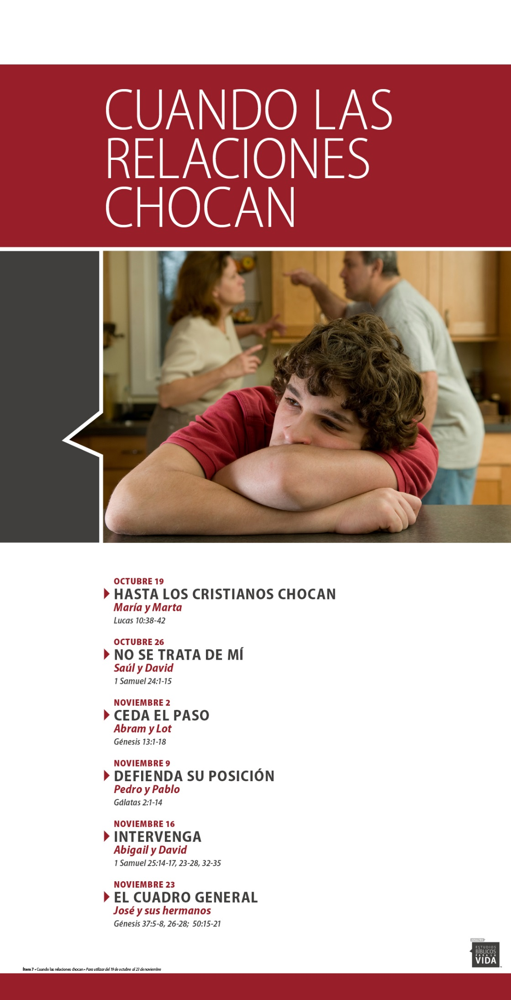 CUANDO LAS
RELACIONES
CHOCAN
OCTUBRE 19
HASTA LOS CRISTIANOS CHOCAN
María y Marta
Lucas 10:38-42
OCTUBRE 26
NO SE TRATA DE MÍ
Saúl y David
1 Samuel 24:1-15
NOVIEMBRE 2
CEDA EL PASO
Abram y Lot
Génesis 13:1-18
NOVIEMBRE 9
DEFIENDA SU POSICIÓN
Pedro y Pablo
Gálatas 2:1-14
NOVIEMBRE 16
INTERVENGA
Abigail y David
1 Samuel 25:14-17, 23-28, 32-35
NOVIEMBRE 23
EL CUADRO GENERAL
José y sus hermanos
Génesis 37:5-8, 26-28; 50:15-21
ADULTOS
ESTUDIOS
BÍBLICOS
PARA LA
VIDA
Ítem 7 • Cuando las relaciones chocan • Para utilizar del 19 de octubre al 23 de noviembre